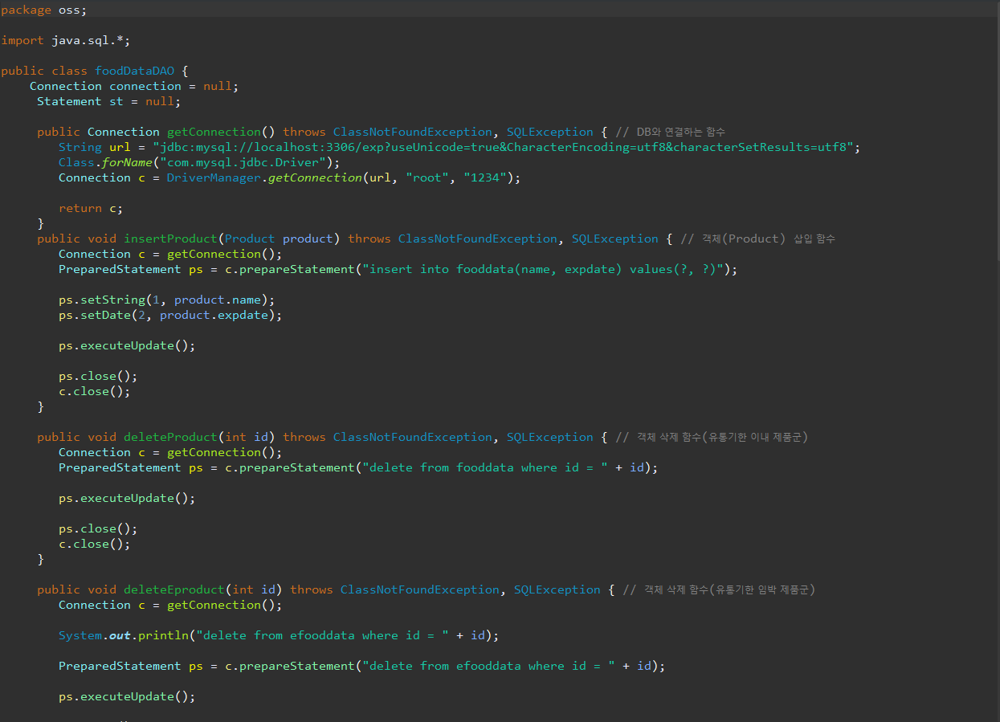 package oss;
import java.sql.*;
public class foodDataDAO {
Connection connection = null;
Statement st = null;
public Connection getConnection() throws ClassNotFoundException, SQLException { // DB와 연결하는 함수
String url = "jdbc:mysql://localhost:3306/exp?useUnicode=true&CharacterEncoding=utf8&characterSetResults=utf8";
Class.forName("com.mysql.jdbc.Driver");
Connection c = DriverManager.getConnection(url, "root", "1234");
return c;
}
public void insertProduct(Product product) throws ClassNotFoundException, SQLException { // 객체(Product) 삽입 함수
Connection c = getConnection();
PreparedStatement ps = c.prepareStatement("insert into fooddata(name, expdate) values(?, ?)");
ps.setString(1, product.name);
ps.setDate(2, product.expdate);
ps.executeUpdate();
ps.close();
c.close();
}
public void deleteProduct(int id) throws ClassNotFoundException, SQLException { // 객체 삭제 함수(유통기한 이내 제품군)
Connection c = getConnection();
PreparedStatement ps = c.prepareStatement("delete from fooddata where id = " + id);
ps.executeUpdate();
ps.close();
c.close();
}
public void deleteEproduct(int id) throws ClassNotFoundException, SQLException { // 객체 삭제 함수(유통기한 임박 제품군)
Connection c = getConnection();
System.out.println("delete from efooddata where id = " + id);
PreparedStatement ps = c.prepareStatement("delete from efooddata where id = " + id);
ps.executeUpdate();